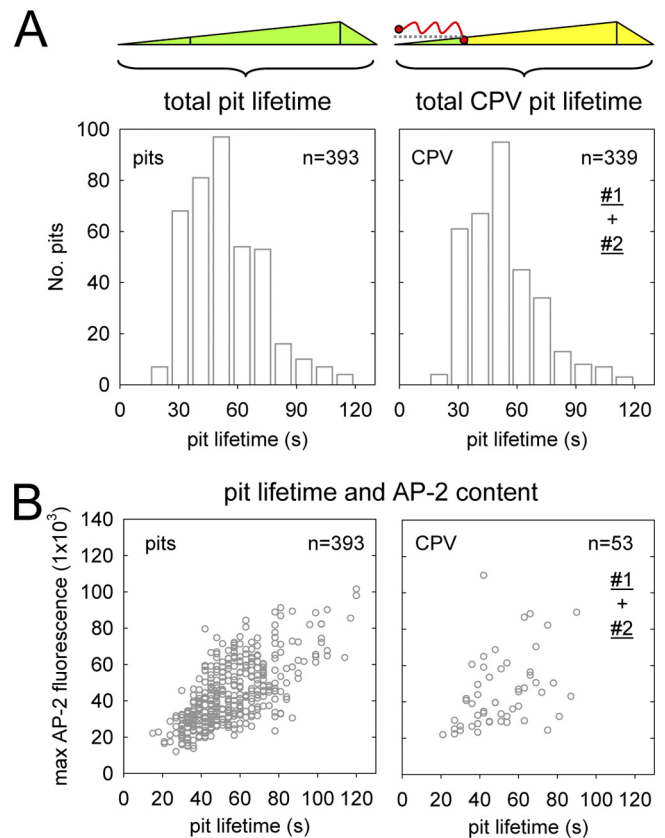 A
total pit lifetime
total CPV pit lifetime
pits
n=393
CPV
n=339
#1
+
#2
No. pits
100
80
60
40
20
0
0 30 60 90 120
0 30 60 90 120
pit lifetime (s)
pit lifetime (s)
B
pit lifetime and AP-2 content
pits
n=393
CPV
n=53
#1
+
#2
max AP-2 fluorescence (1x10³)
140
120
100
80
60
40
20
0
0 20 40 60 80 100 120
0 20 40 60 80 100 120
pit lifetime (s)
pit lifetime (s)